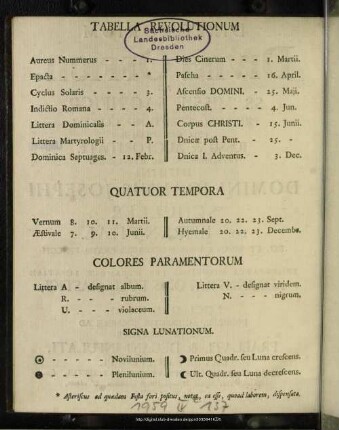 TABELLA REVOLUTIONUM
Sächsische
Landesbibliothek
Dresden
Aureus Nummerus - - - 1.
Epacta - - - - - *
Cyclus Solaris - - - 3.
Indictio Romana - - - 4.
Littera Dominicalis - - A.
Littera Martyrologii - - P.
Dominica Septuages. - 12. Febr.
Dies Cinerum - - - 1. Martii.
Pascha - - - - 16. April.
Ascensio DOMINI. - - 25. Maji.
Pentecost. - - - - 4. Jun.
Corpus CHRISTI. - - 15. Junii.
Dnicæ post Pent. - - 25. -
Dnica I. Adventus. - - 3. Dec.
QUATUOR TEMPORA
Vernum 8. 10. 11. Martii.
Æstivale 7. 9. 10. Junii.
Autumnale 20. 22. 23. Sept.
Hyemale 20. 22. 23. Decemb.
COLORES PARAMENTORUM
Littera A - designat album.
R. - - - rubrum.
U. - - - violaceum.
Littera V. - designat viridem.
N. - - - nigrum.
SIGNA LUNATIONUM.
Novilunium.
Plenilunium.
Primus Quadr. seu Luna crescens.
Ult. Quadr. seu Luna decrescens.
* Asteriscus ad quædam Festa fori positus, notat, ea esse, quoad laborem, dispensata.
1959 137